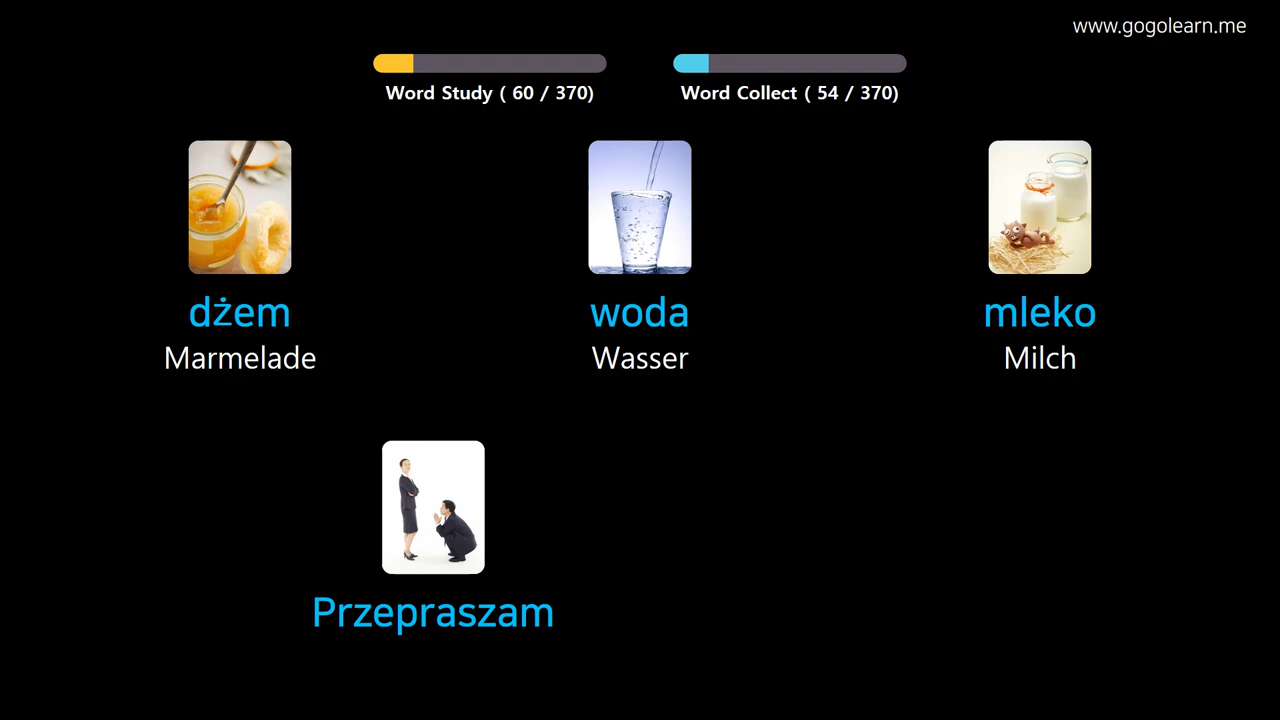 www.gogolearn.me
Word Study ( 60 / 370)
Word Collect ( 54 / 370)
dżem
woda
mleko
Marmelade
Wasser
Milch
Przepraszam